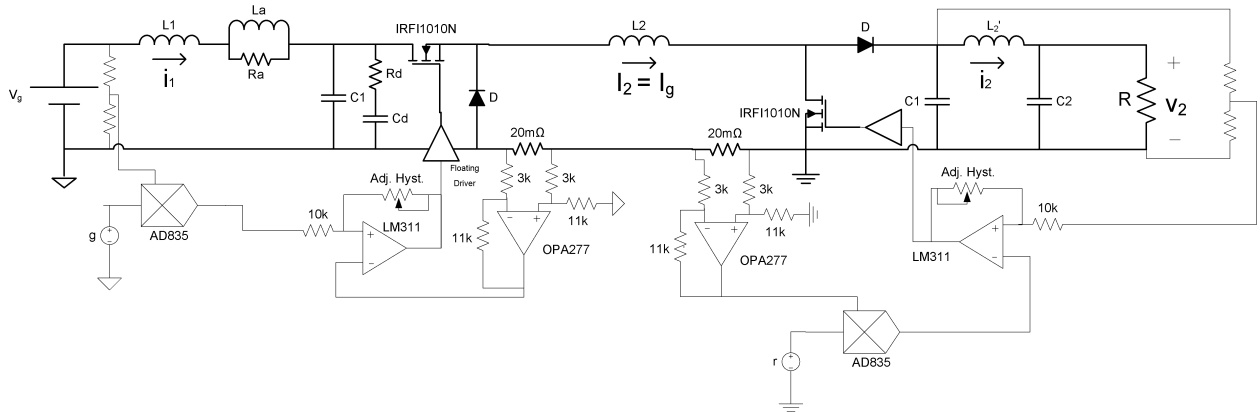 L1
La
IRFI1010N
L2
D
L2'
i1
Ra
Rd
I2 = Ig
i2
Vg
C1
Cd
D
IRFI1010N
C1
C2
R
+
V2
−
20mΩ
20mΩ
Floating
Driver
3k
3k
3k
3k
Adj. Hyst.
Adj. Hyst.
10k
LM311
11k
11k
10k
g
AD835
+
−
11k
−
+
OPA277
11k
−
+
OPA277
LM311
+
−
r
AD835